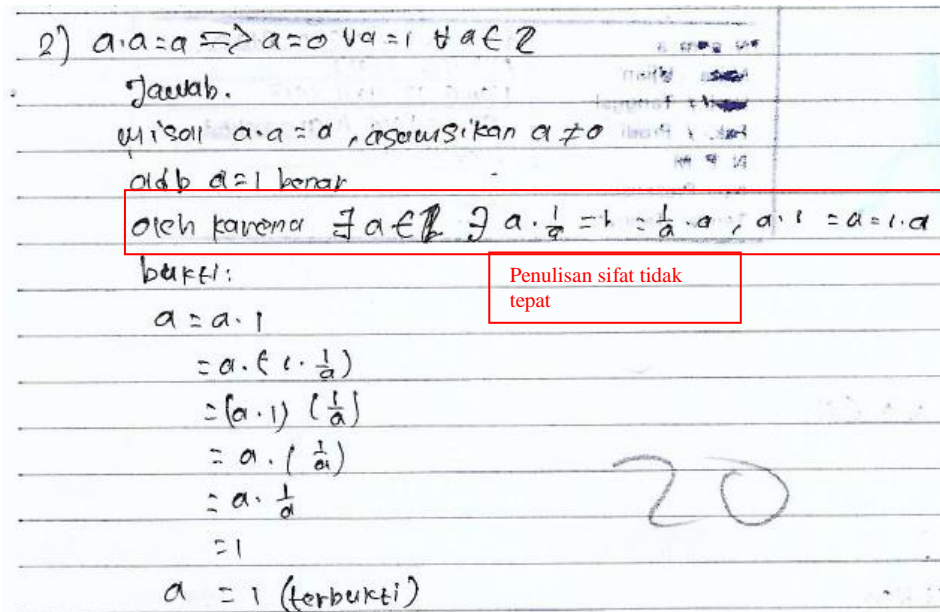 2) a.a=a ⇒ a=0 ∨ a=1 ∀ a∈ℤ
Jawab.
misal a.a = a, asumsikan a ≠ 0
adb a=1 benar
oleh karena ∃ a∈ℝ ∋ a · 1/a = 1 = 1/a · a, a·1 = a = 1·a
Penulisan sifat tidak
tepat
bukti:
a = a · 1
= a · (1 · 1/a)
= (a · 1) (1/a)
= a · (1/a)
= a · 1/a
= 1
a = 1 (terbukti)
20